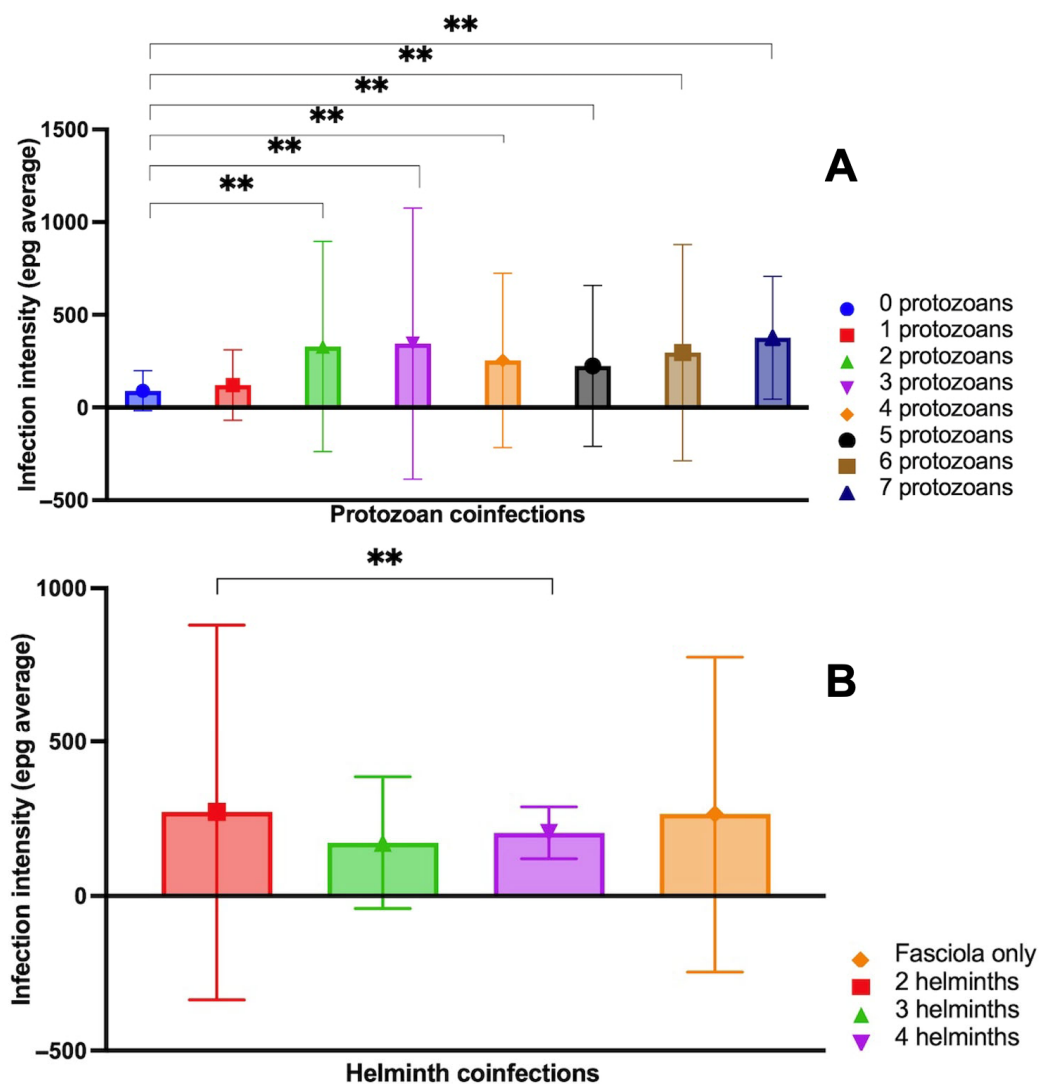 **
**
**
**
**
**
1500
1000
500
0
–500
Infection intensity (epg average)
Protozoan coinfections
A
0 protozoans
1 protozoans
2 protozoans
3 protozoans
4 protozoans
5 protozoans
6 protozoans
7 protozoans
**
1000
500
0
–500
Infection intensity (epg average)
Helminth coinfections
B
Fasciola only
2 helminths
3 helminths
4 helminths